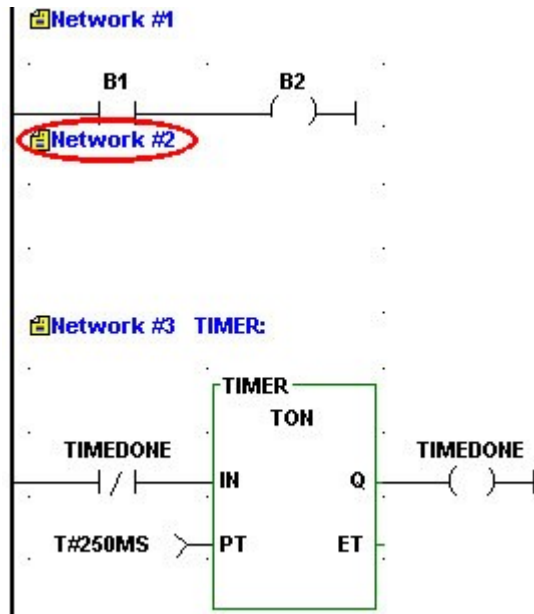 Network #1
B1 B2
Network #2
Network #3 TIMER:
TIMER
TON
TIMEDONE TIMEDONE
IN Q
T#250MS PT ET